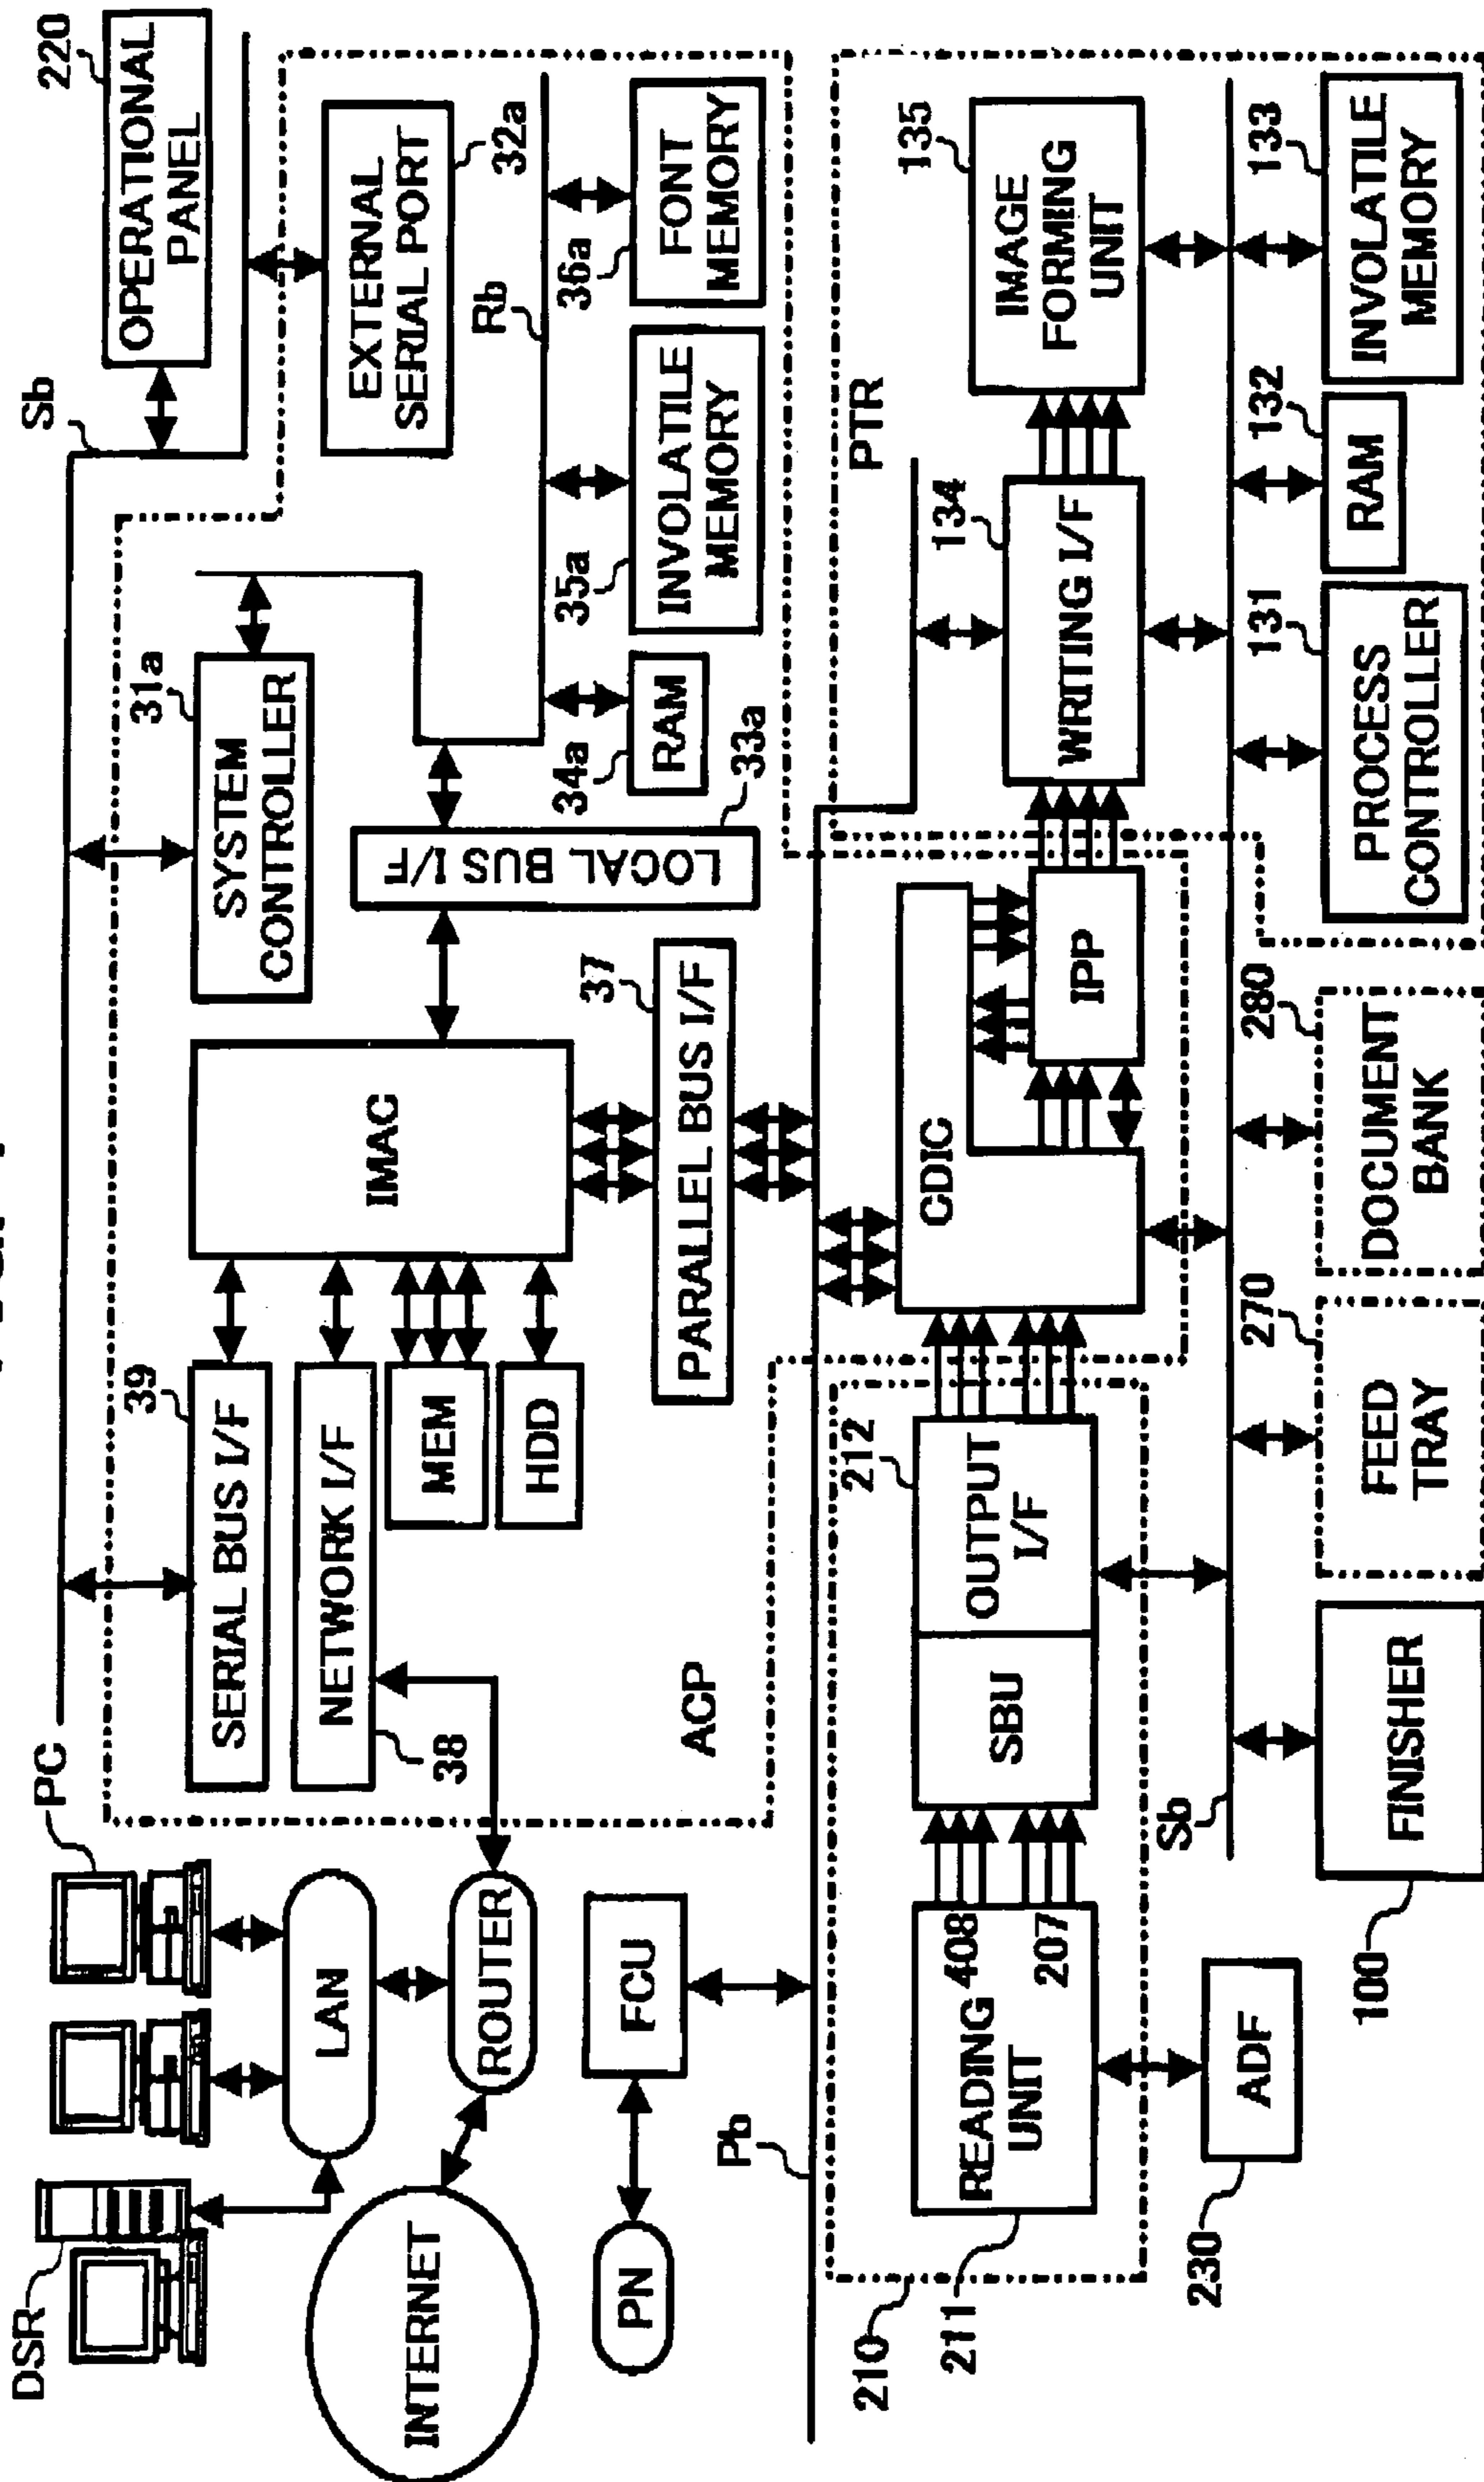 DSR
PC
Sb
220
OPERATIONAL
PANEL
SERIAL BUS I/F
39
SYSTEM
CONTROLLER
31a
EXTERNAL
SERIAL PORT
32a
LAN
NETWORK I/F
38
IMAC
MEM
HDD
LOCAL BUS I/F
33a
Rb
INTERNET
ROUTER
PARALLEL BUS I/F
37
34a
RAM
35a
INVOLATILE
MEMORY
36a
FONT
MEMORY
ACP
PN
FCU
Pb
PTR
210
211
READING
UNIT
408
207
SBU
OUTPUT
I/F
212
CDIC
IPP
WRITING I/F
134
IMAGE
FORMING
UNIT
135
Sb
230
ADF
100
FINISHER
FEED
TRAY
270
DOCUMENT
BANK
280
PROCESS
CONTROLLER
131
RAM
132
INVOLATILE
MEMORY
133